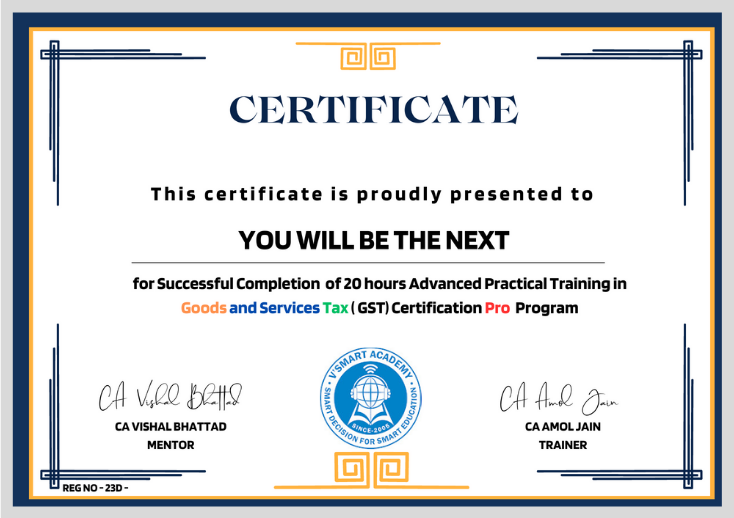 CERTIFICATE
This certificate is proudly presented to
YOU WILL BE THE NEXT
for Successful Completion of 20 hours Advanced Practical Training in
Goods and Services Tax ( GST) Certification Pro Program
CA Vishal Bhattad
CA VISHAL BHATTAD
MENTOR
V'SMART ACADEMY
SINCE-2005
SMART DECISION FOR SMART EDUCATION
CA Amol Jain
CA AMOL JAIN
TRAINER
REG NO - 23D -